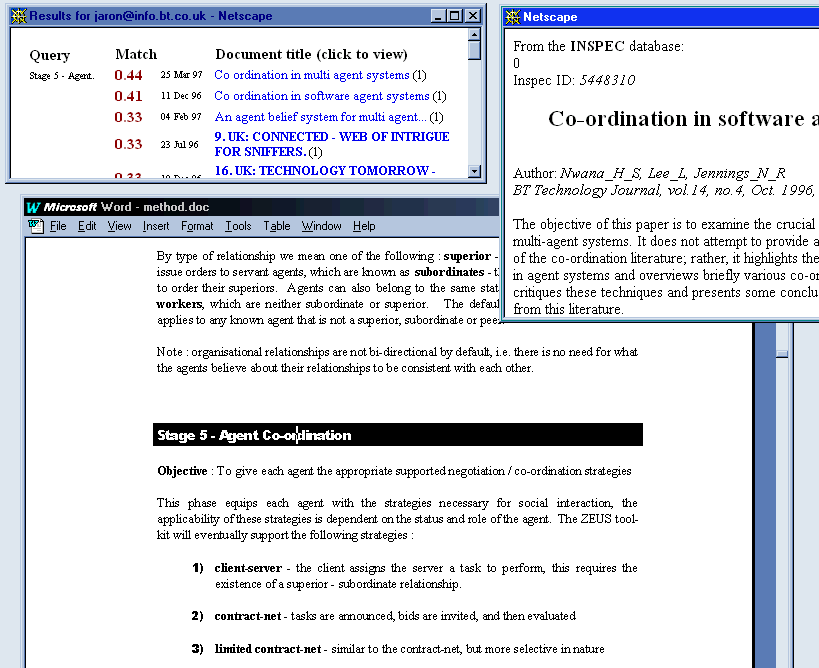 Results for jaron@info.bt.co.uk - Netscape
Query Match Document title (click to view)
Stage 5 - Agent. 0.44 25 Mar 97 Co ordination in multi agent systems (1)
0.41 11 Dec 96 Co ordination in software agent systems (1)
0.33 04 Feb 97 An agent belief system for multi agent... (1)
0.33 23 Jul 96 9. UK: CONNECTED - WEB OF INTRIGUE
FOR SNIFFERS. (1)
0.33 16. UK: TECHNOLOGY TOMORROW -
Netscape
From the INSPEC database:
0
Inspec ID: 5448310
Co-ordination in software a
Author: Nwana_H_S, Lee_L, Jennings_N_R
BT Technology Journal, vol.14, no.4, Oct. 1996,
The objective of this paper is to examine the crucial
multi-agent systems. It does not attempt to provide a
of the co-ordination literature; rather, it highlights the
in agent systems and overviews briefly various co-or
critiques these techniques and presents some conclu
from this literature.
Microsoft Word - method.doc
File Edit View Insert Format Tools Table Window Help
By type of relationship we mean one of the following : superior -
issue orders to servant agents, which are known as subordinates - t
to order their superiors. Agents can also belong to the same stat
workers, which are neither subordinate or superior. The defaul
applies to any known agent that is not a superior, subordinate or peer
Note : organisational relationships are not bi-directional by default, i.e. there is no need for what
the agents believe about their relationships to be consistent with each other.
Stage 5 - Agent Co-ordination
Objective : To give each agent the appropriate supported negotiation / co-ordination strategies
This phase equips each agent with the strategies necessary for social interaction, the
applicability of these strategies is dependent on the status and role of the agent. The ZEUS tool-
kit will eventually support the following strategies :
1) client-server - the client assigns the server a task to perform, this requires the
existence of a superior - subordinate relationship.
2) contract-net - tasks are announced, bids are invited, and then evaluated
3) limited contract-net - similar to the contract-net, but more selective in nature